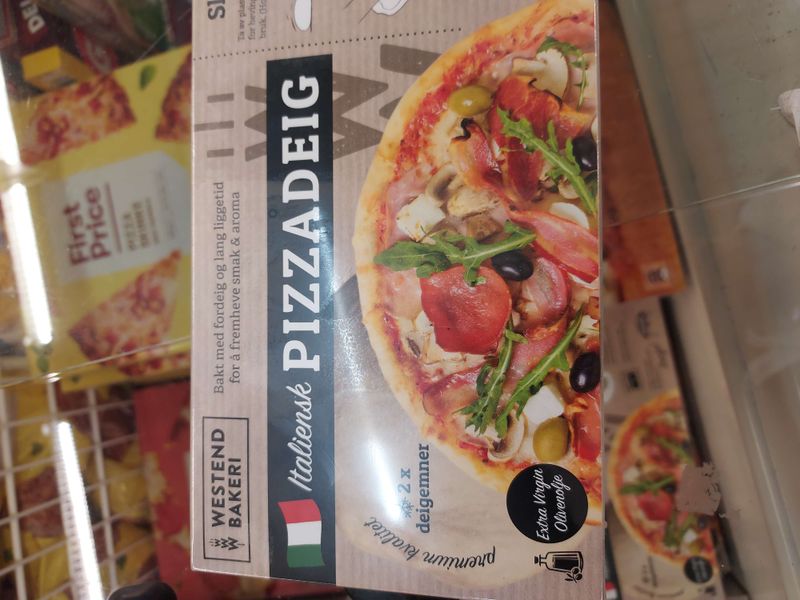 WESTEND
BAKERI
Bakt med fordeig og lang liggetid
for å fremheve smak & aroma
Italiensk PIZZADEIG
premium kvalitet
2 x
deigemner
Extra Virgin
Olivenolje
First
Price